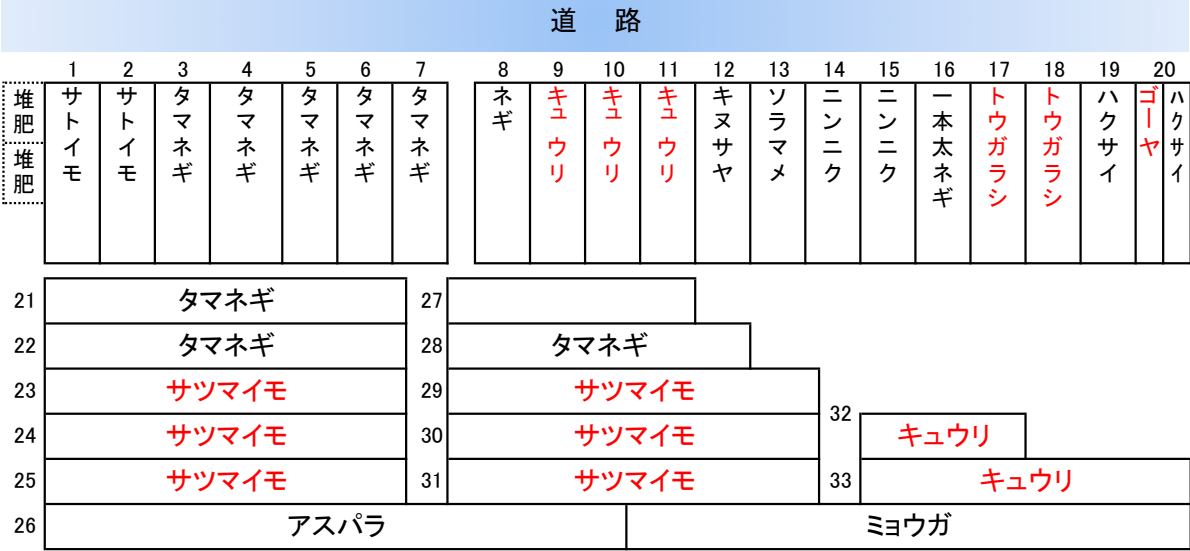 道 路
1 2 3 4 5 6 7 8 9 10 11 12 13 14 15 16 17 18 19 20
堆肥
堆肥
サトイモ
サトイモ
タマネギ
タマネギ
タマネギ
タマネギ
タマネギ
ネギ
キュウリ
キュウリ
キュウリ
キヌサヤ
ソラマメ
ニンニク
ニンニク
一本太ネギ
トウガラシ
トウガラシ
ハクサイ
ゴーヤ
ハクサイ
21 タマネギ 27
22 タマネギ 28 タマネギ
23 サツマイモ 29 サツマイモ
24 サツマイモ 30 サツマイモ 32 キュウリ
25 サツマイモ 31 サツマイモ 33 キュウリ
26 アスパラ ミョウガ